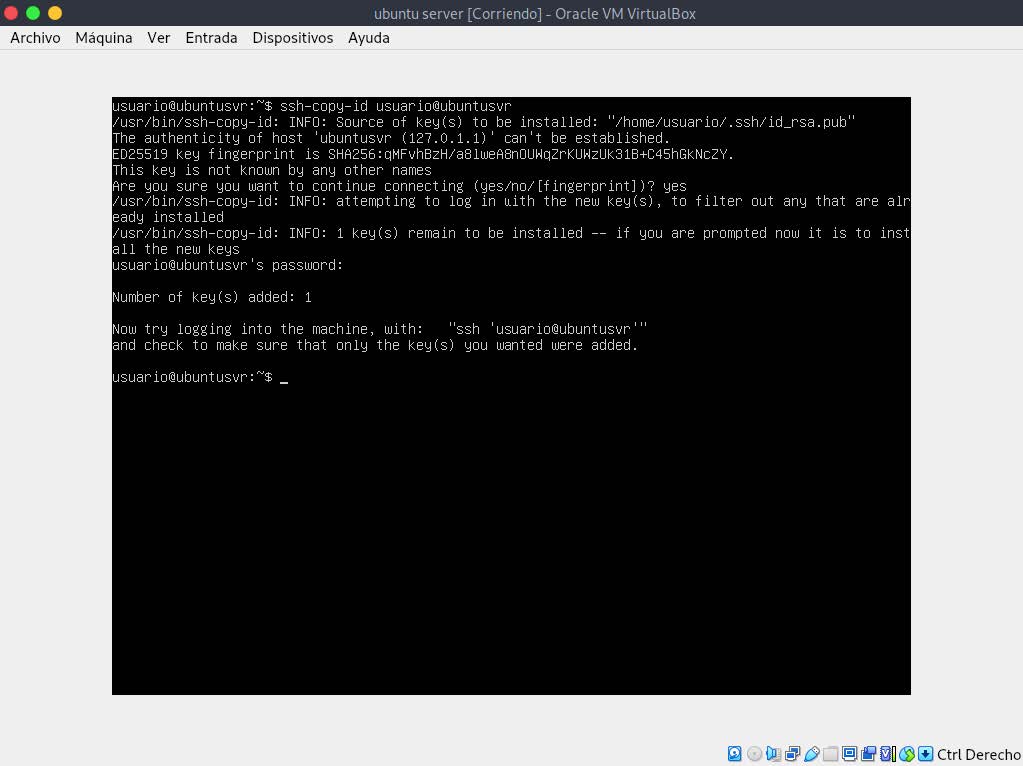 ubuntu server [Corriendo] - Oracle VM VirtualBox
Archivo Máquina Ver Entrada Dispositivos Ayuda
usuario@ubuntusvr:~$ ssh-copy-id usuario@ubuntusvr
/usr/bin/ssh-copy-id: INFO: Source of key(s) to be installed: "/home/usuario/.ssh/id_rsa.pub"
The authenticity of host 'ubuntusvr (127.0.1.1)' can't be established.
ED25519 key fingerprint is SHA256:qMFvhBzH/a8lweA8nOUWqZrKUWzUk31B+C45hGkNcZY.
This key is not known by any other names
Are you sure you want to continue connecting (yes/no/[fingerprint])? yes
/usr/bin/ssh-copy-id: INFO: attempting to log in with the new key(s), to filter out any that are alr
eady installed
/usr/bin/ssh-copy-id: INFO: 1 key(s) remain to be installed -- if you are prompted now it is to inst
all the new keys
usuario@ubuntusvr's password:
Number of key(s) added: 1
Now try logging into the machine, with:   "ssh 'usuario@ubuntusvr'"
and check to make sure that only the key(s) you wanted were added.
usuario@ubuntusvr:~$ _
Ctrl Derecho